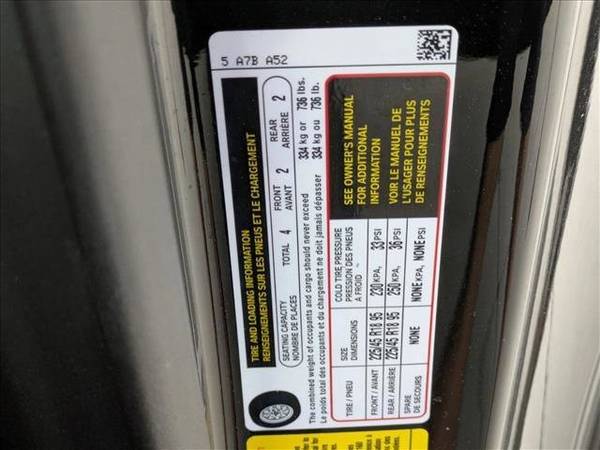 5 A7B A52
TIRE AND LOADING INFORMATION
RENSEIGNEMENTS SUR LES PNEUS ET LE CHARGEMENT
SEATING CAPACITY
NOMBRE DE PLACES
TOTAL 4
FRONT
AVANT 2
REAR
ARRIÈRE 2
The combined weight of occupants and cargo should never exceed 334 kg or 736 lbs.
Le poids total des occupants et du chargement ne doit jamais dépasser 334 kg ou 736 lb.
TIRE / PNEU
SIZE
DIMENSIONS
COLD TIRE PRESSURE
PRESSION DES PNEUS
A FROID
FRONT / AVANT 225/45 R18 95 230 KPA, 33 PSI
REAR / ARRIÈRE 225/45 R18 95 250 KPA, 36 PSI
SPARE
DE SECOURS
NONE NONE KPA, NONE PSI
SEE OWNER'S MANUAL
FOR ADDITIONAL
INFORMATION
VOIR LE MANUEL DE
L'USAGER POUR PLUS
DE RENSEIGNEMENTS